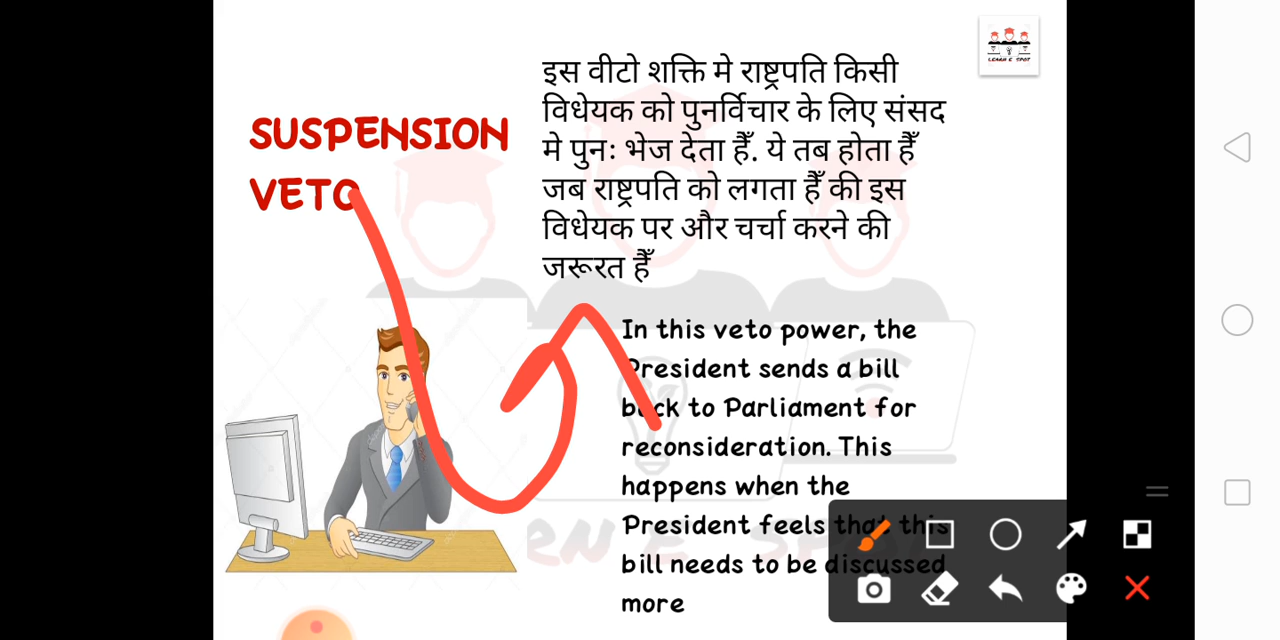 SUSPENSION
VETO
इस वीटो शक्ति मे राष्ट्रपति किसी
विधेयक को पुनर्विचार के लिए संसद
मे पुनः भेज देता हैँ. ये तब होता हैँ
जब राष्ट्रपति को लगता हैँ की इस
विधेयक पर और चर्चा करने की
जरूरत हैँ
In this veto power, the
President sends a bill
back to Parliament for
reconsideration. This
happens when the
President feels that this
bill needs to be discussed
more
LEARN E SPOT